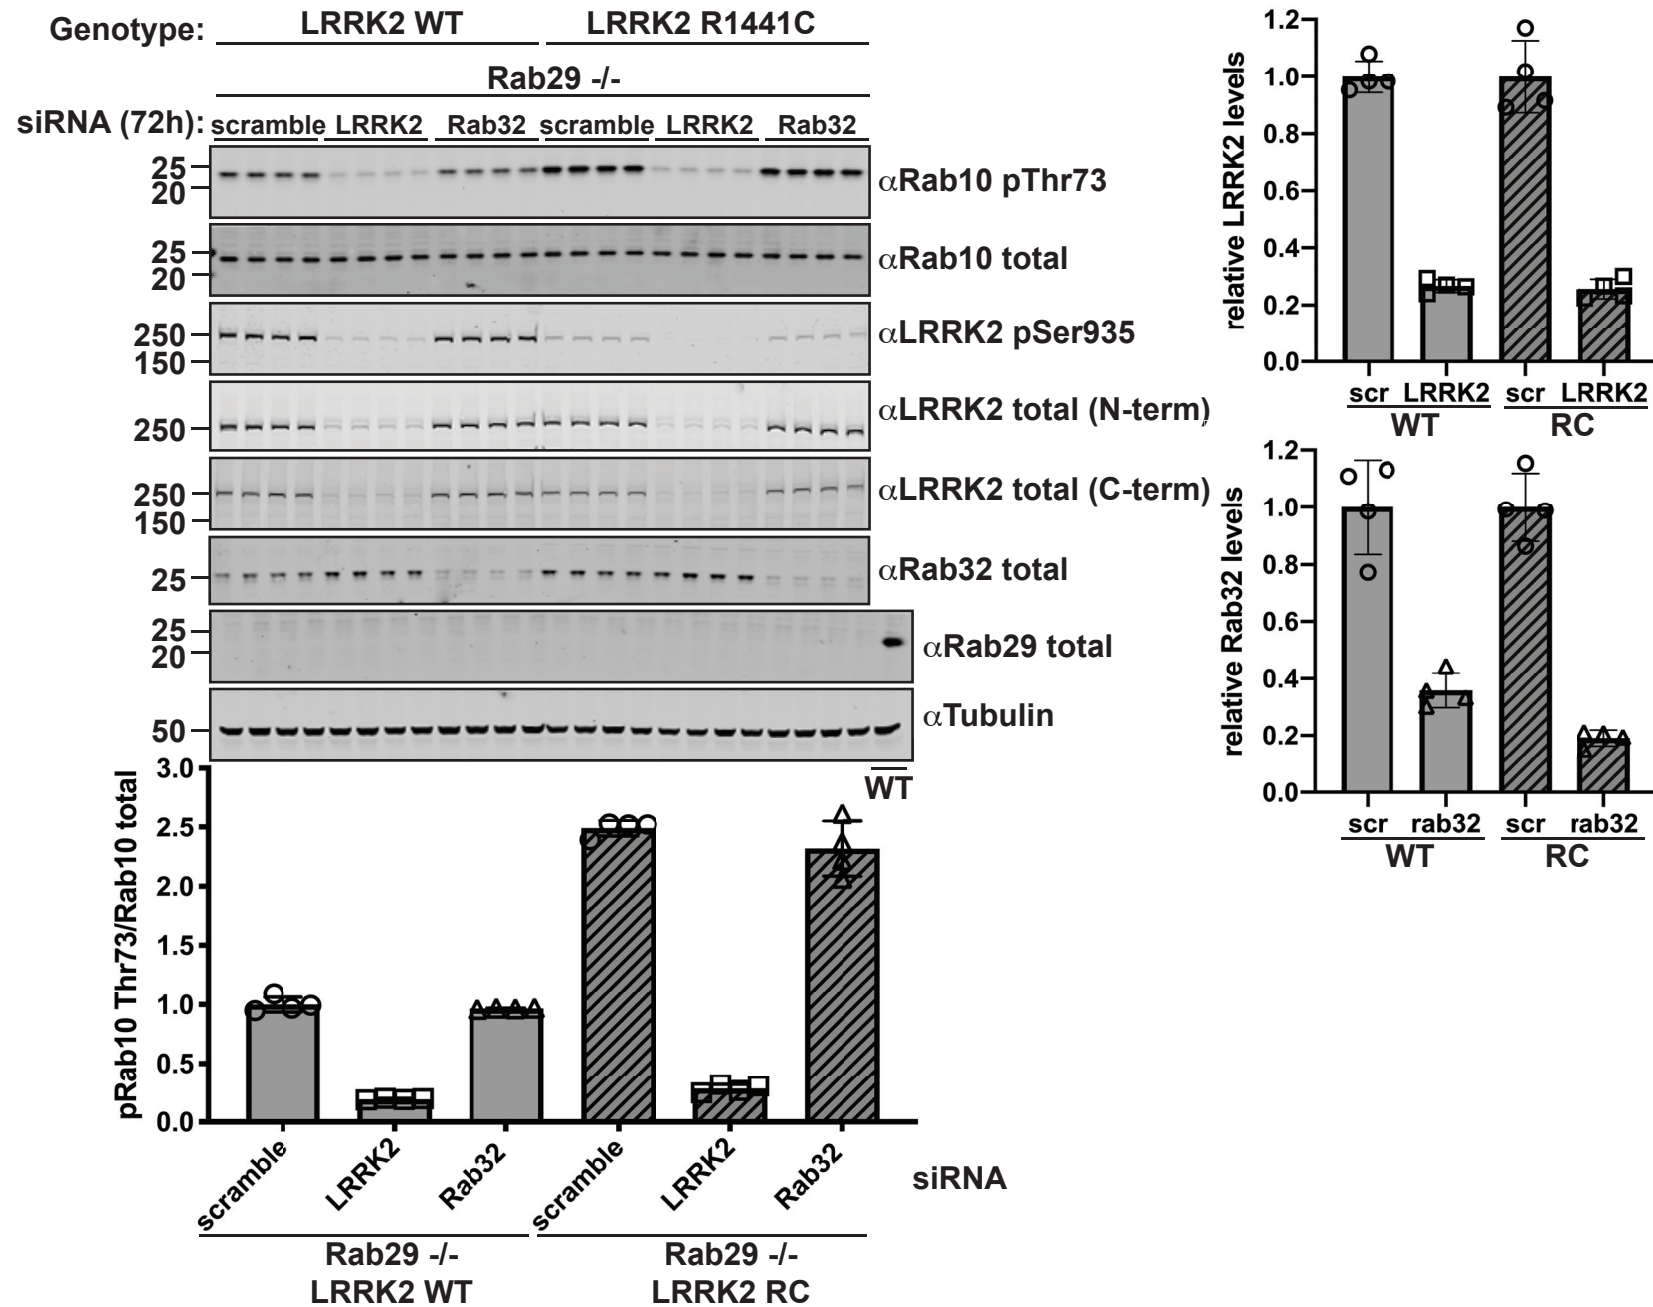 Genotype: LRRK2 WT LRRK2 R1441C
Rab29 -/-
siRNA (72h): scramble LRRK2 Rab32 scramble LRRK2 Rab32
25
20
αRab10 pThr73
25
20
αRab10 total
250
150
αLRRK2 pSer935
250
αLRRK2 total (N-term)
250
150
αLRRK2 total (C-term)
25
αRab32 total
25
20
αRab29 total
50
αTubulin
WT
pRab10 Thr73/Rab10 total
3.0
2.5
2.0
1.5
1.0
0.5
0.0
scramble LRRK2 Rab32 scramble LRRK2 Rab32
siRNA
Rab29 -/- Rab29 -/-
LRRK2 WT LRRK2 RC
relative LRRK2 levels
1.2
1.0
0.8
0.6
0.4
0.2
0.0
scr LRRK2 scr LRRK2
WT RC
relative Rab32 levels
1.2
1.0
0.8
0.6
0.4
0.2
0.0
scr rab32 scr rab32
WT RC